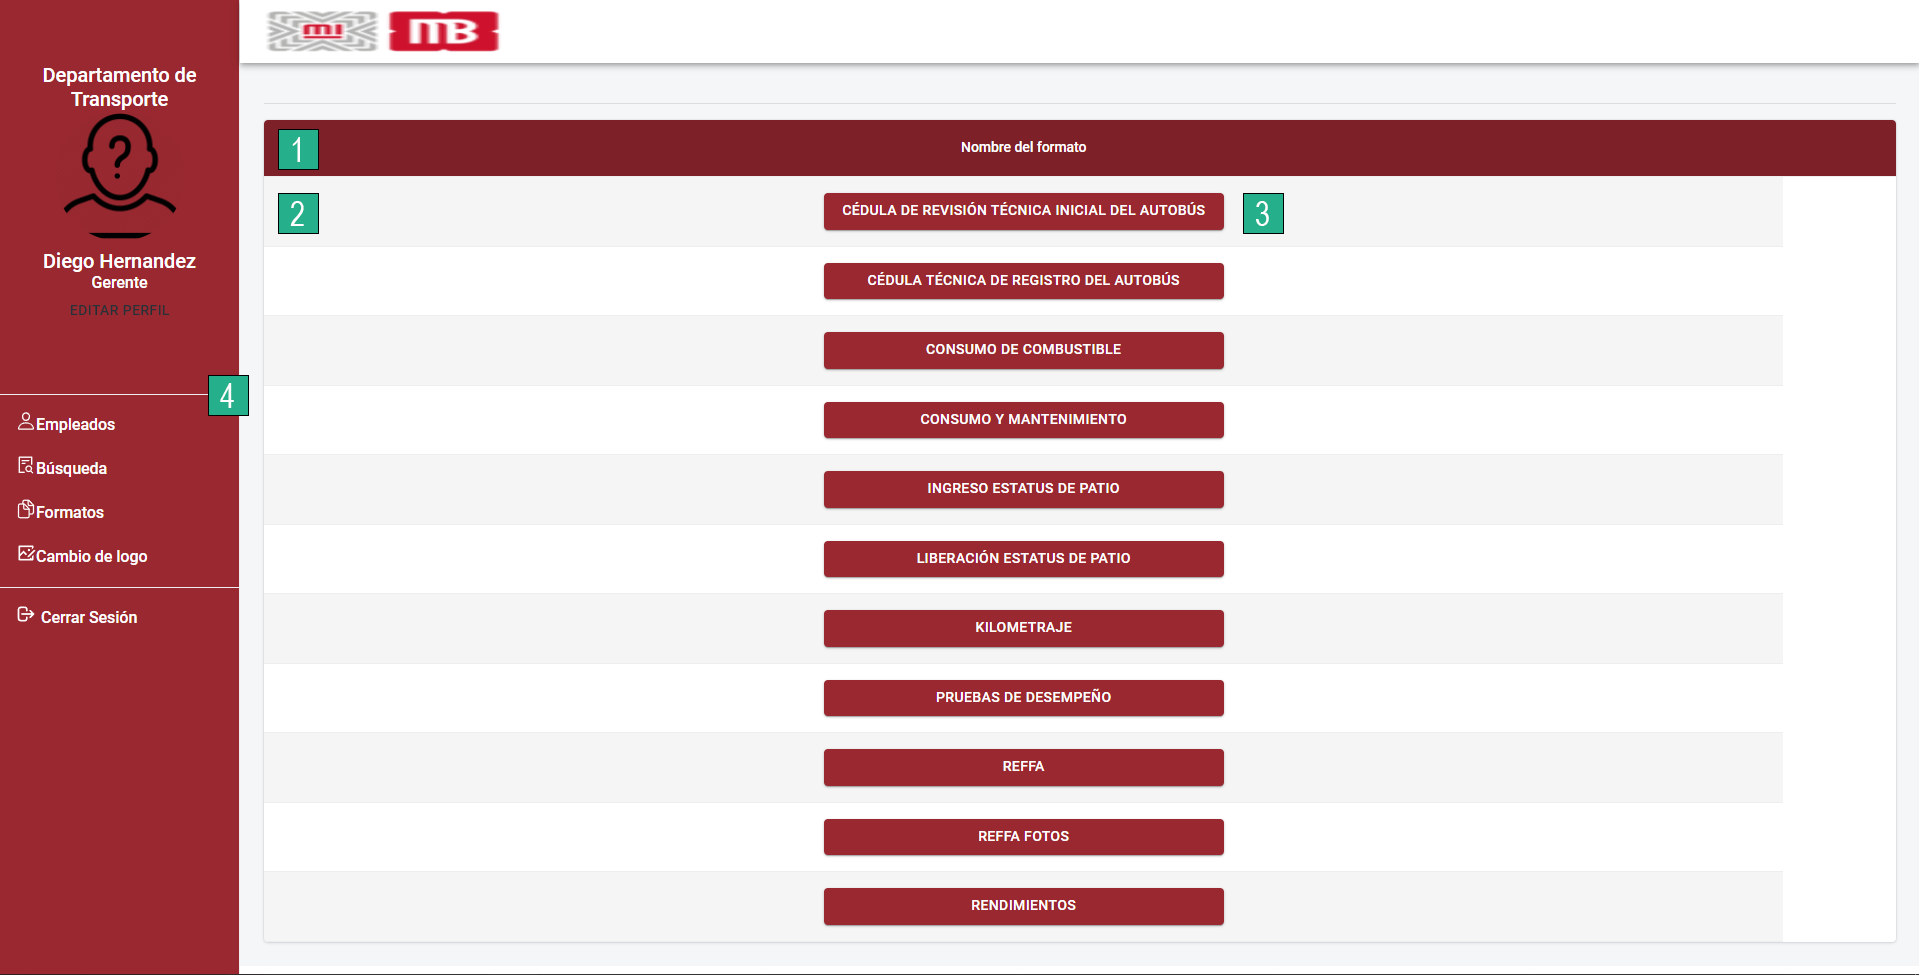 MI MB
Departamento de
Transporte
?
Diego Hernandez
Gerente
EDITAR PERFIL
4
Empleados
Búsqueda
Formatos
Cambio de logo
Cerrar Sesión
1 Nombre del formato
2 CÉDULA DE REVISIÓN TÉCNICA INICIAL DEL AUTOBÚS 3
CÉDULA TÉCNICA DE REGISTRO DEL AUTOBÚS
CONSUMO DE COMBUSTIBLE
CONSUMO Y MANTENIMIENTO
INGRESO ESTATUS DE PATIO
LIBERACIÓN ESTATUS DE PATIO
KILOMETRAJE
PRUEBAS DE DESEMPEÑO
REFFA
REFFA FOTOS
RENDIMIENTOS